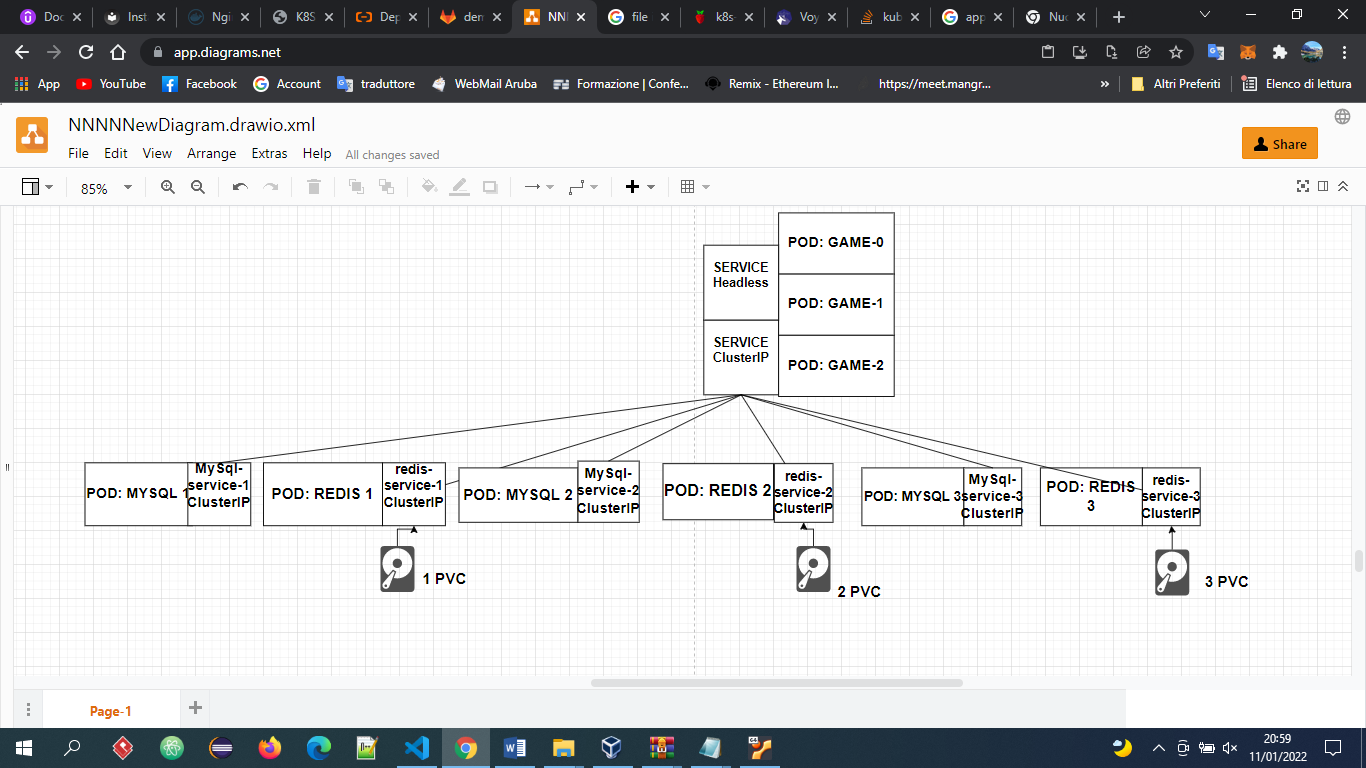 Doc
Inst
Ngi
K8S
Dep
den
NNI
file
k8s-
Voy
kub
app
Nuc
app.diagrams.net
App
YouTube
Facebook
Account
traduttore
WebMail Aruba
Formazione | Confe...
Remix - Ethereum I...
https://meet.mangr...
»
Altri Preferiti
Elenco di lettura
NNNNNewDiagram.drawio.xml
File
Edit
View
Arrange
Extras
Help
All changes saved
Share
85%
POD: GAME-0
SERVICE
Headless
POD: GAME-1
SERVICE
ClusterIP
POD: GAME-2
POD: MYSQL 1
MySql-
service-1
ClusterIP
POD: REDIS 1
redis-
service-1
ClusterIP
POD: MYSQL 2
MySql-
service-2
ClusterIP
POD: REDIS 2
redis-
service-2
ClusterIP
POD: MYSQL 3
MySql-
service-3
ClusterIP
POD: REDIS
3
redis-
service-3
ClusterIP
1 PVC
2 PVC
3 PVC
Page-1
20:59
11/01/2022